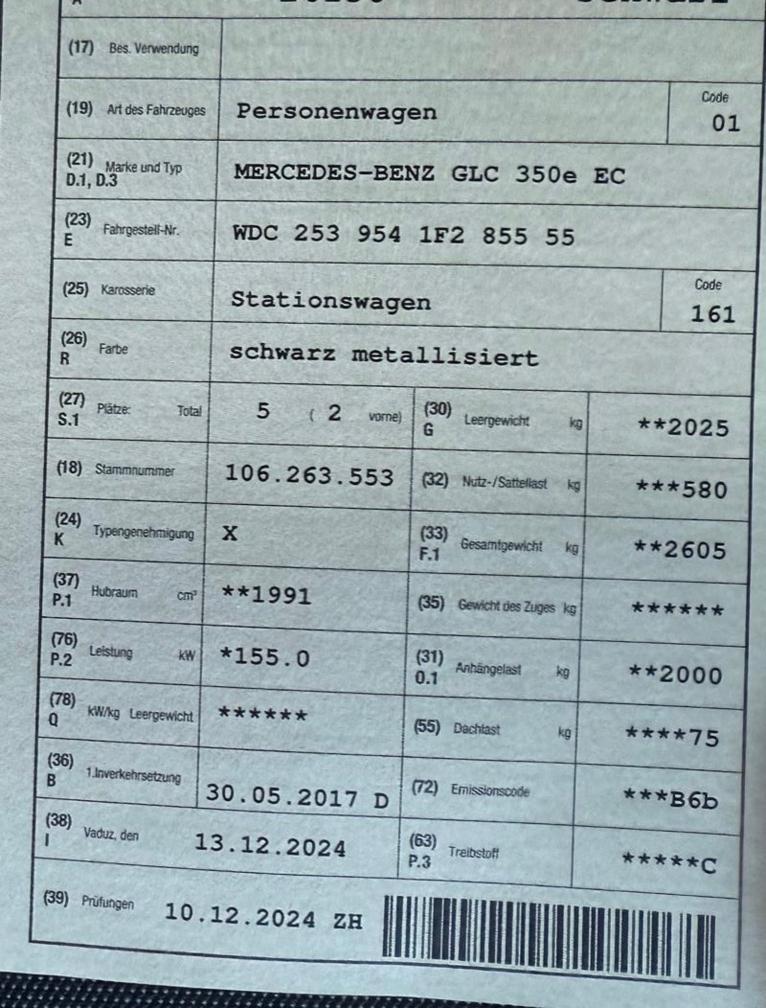 (17) Bes. Verwendung
(19) Art des Fahrzeuges Personenwagen Code 01
(21) D.1, D.3 Marke und Typ MERCEDES-BENZ GLC 350e EC
(23) E Fahrgestell-Nr. WDC 253 954 1F2 855 55
(25) Karosserie Stationswagen Code 161
(26) R Farbe schwarz metallisiert
(27) S.1 Plätze: Total 5 ( 2 vorne) (30) G Leergewicht kg **2025
(18) Stammnummer 106.263.553 (32) Nutz-/Sattellast kg ***580
(24) K Typengenehmigung X (33) F.1 Gesamtgewicht kg **2605
(37) P.1 Hubraum cm³ **1991 (35) Gewicht des Zuges kg ******
(76) P.2 Leistung kW *155.0 (31) 0.1 Anhängelast kg **2000
(78) Q kW/kg Leergewicht ****** (55) Dachlast kg ****75
(36) B 1.Inverkehrsetzung 30.05.2017 D (72) Emissionscode ***B6b
(38) I Vaduz, den 13.12.2024 (63) P.3 Treibstoff *****C
(39) Prüfungen 10.12.2024 ZH